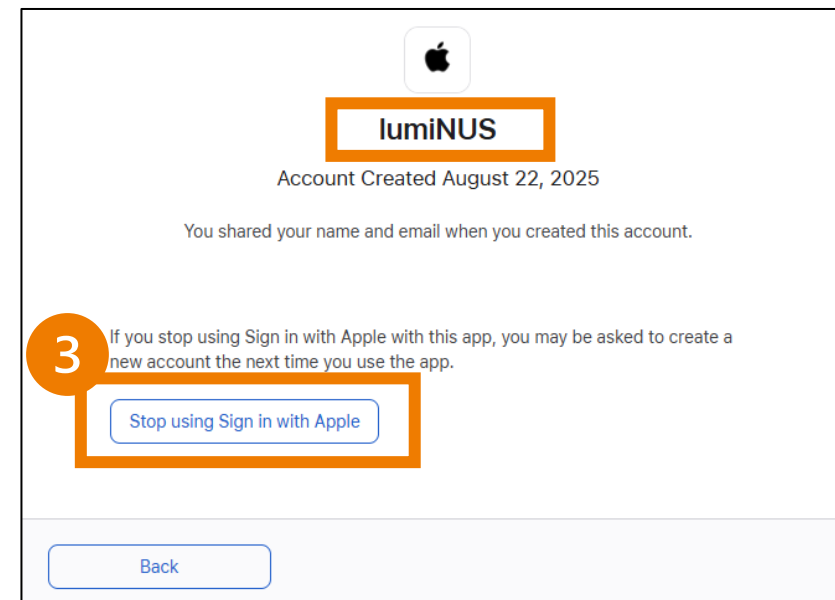 lumiNUS
Account Created August 22, 2025
You shared your name and email when you created this account.
3
If you stop using Sign in with Apple with this app, you may be asked to create a
new account the next time you use the app.
Stop using Sign in with Apple
Back